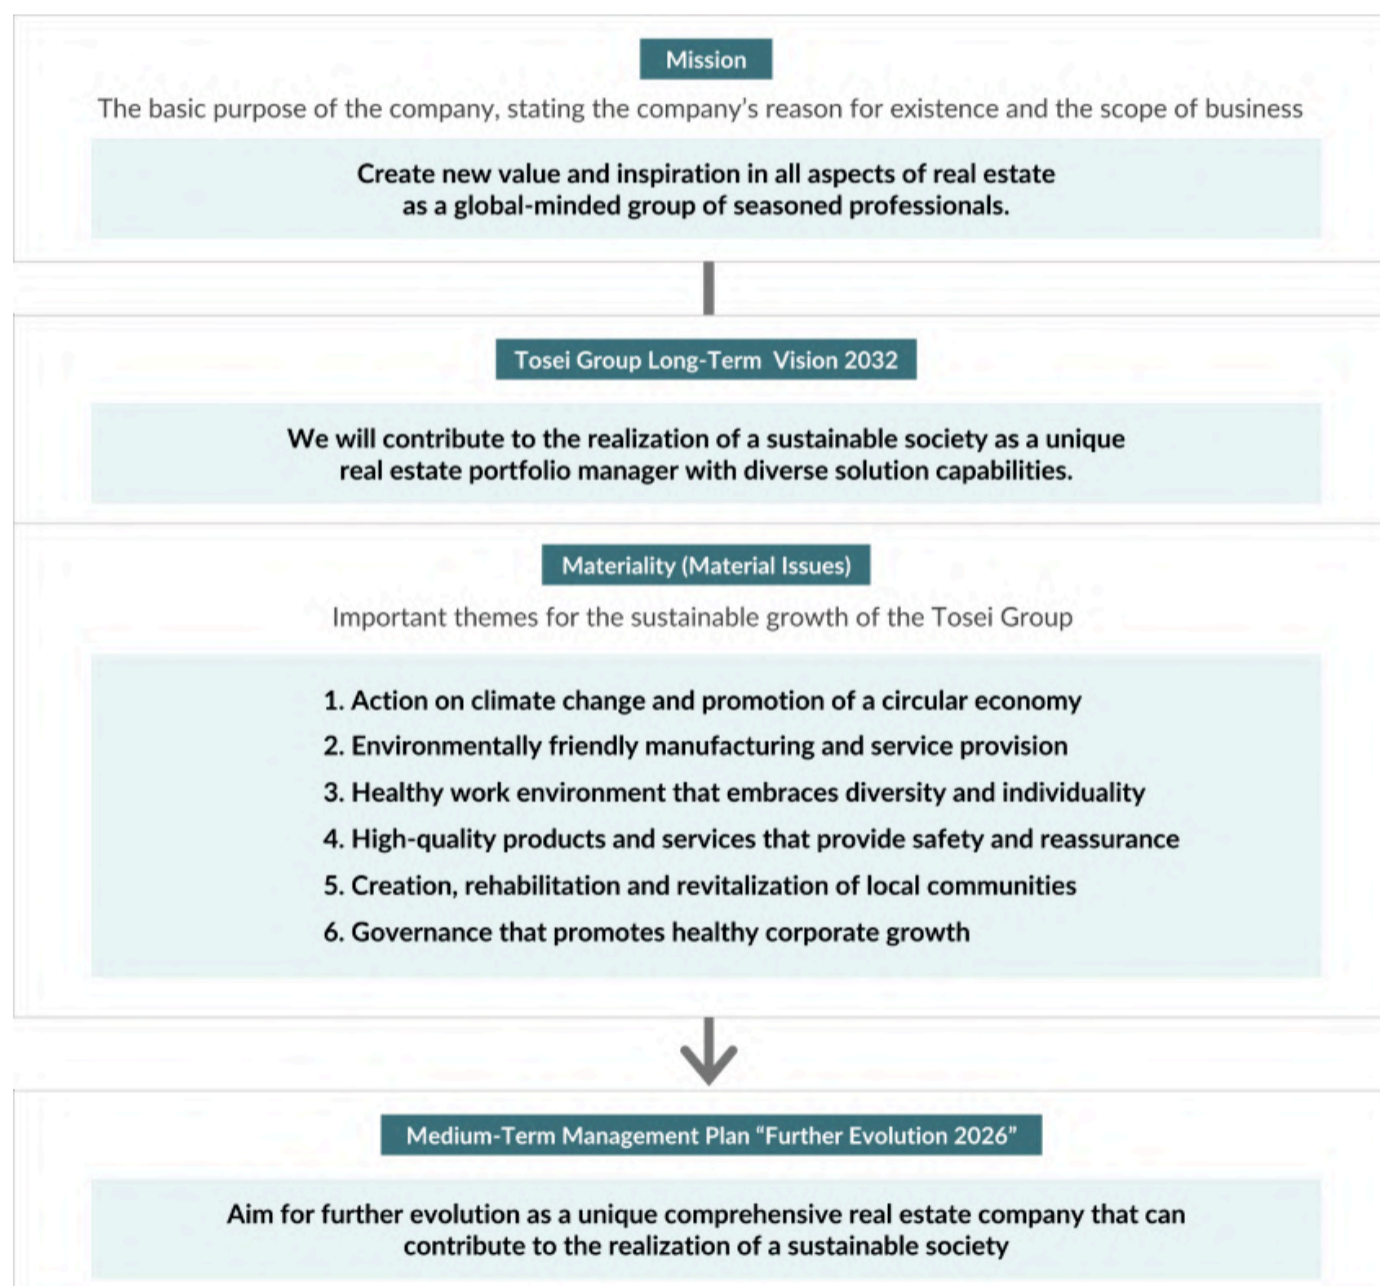 Mission
The basic purpose of the company, stating the company’s reason for existence and the scope of business
Create new value and inspiration in all aspects of real estate
as a global-minded group of seasoned professionals.
Tosei Group Long-Term Vision 2032
We will contribute to the realization of a sustainable society as a unique
real estate portfolio manager with diverse solution capabilities.
Materiality (Material Issues)
Important themes for the sustainable growth of the Tosei Group
1. Action on climate change and promotion of a circular economy
2. Environmentally friendly manufacturing and service provision
3. Healthy work environment that embraces diversity and individuality
4. High-quality products and services that provide safety and reassurance
5. Creation, rehabilitation and revitalization of local communities
6. Governance that promotes healthy corporate growth
Medium-Term Management Plan “Further Evolution 2026”
Aim for further evolution as a unique comprehensive real estate company that can
contribute to the realization of a sustainable society